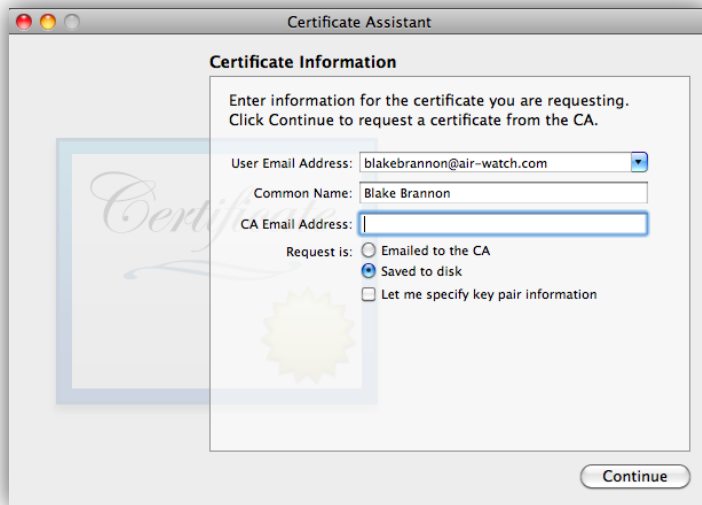 Certificate Assistant
Certificate Information
Enter information for the certificate you are requesting.
Click Continue to request a certificate from the CA.
User Email Address: blakebrannon@air-watch.com
Common Name: Blake Brannon
CA Email Address:
Request is: Emailed to the CA
Saved to disk
Let me specify key pair information
Certificate
Continue